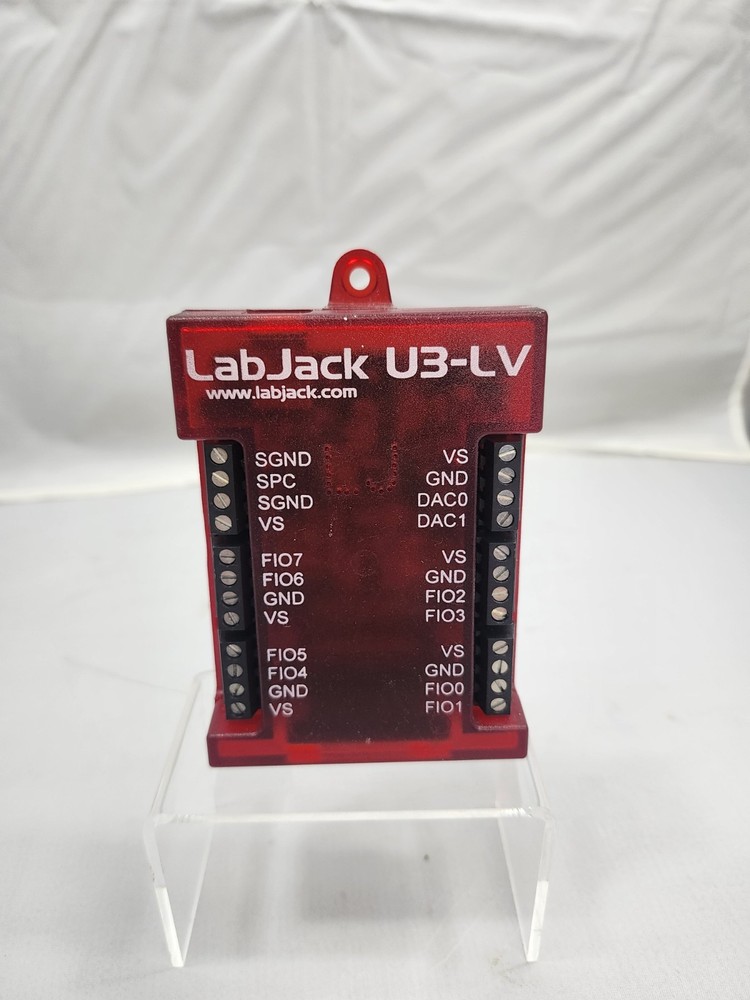 LabJack U3-LV
www.labjack.com
SGND
SPC
SGND
VS
FIO7
FIO6
GND
VS
FIO5
FIO4
GND
VS
VS
GND
DAC0
DAC1
VS
GND
FIO2
FIO3
VS
GND
FIO0
FIO1